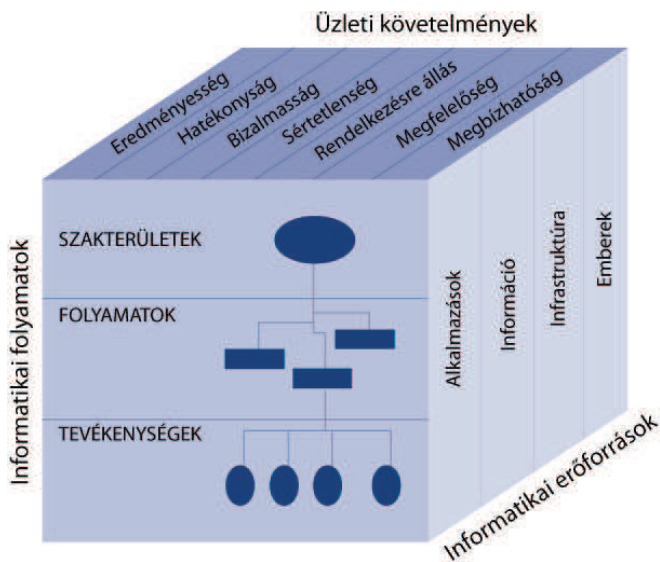 Üzleti követelmények
Eredményesség
Hatékonyság
Bizalmasság
Sértetlenség
Rendelkezésre állás
Megfelelőség
Megbízhatóság
Informatikai folyamatok
SZAKTERÜLETEK
FOLYAMATOK
TEVÉKENYSÉGEK
Alkalmazások
Információ
Infrastruktúra
Emberek
Informatikai erőforrások